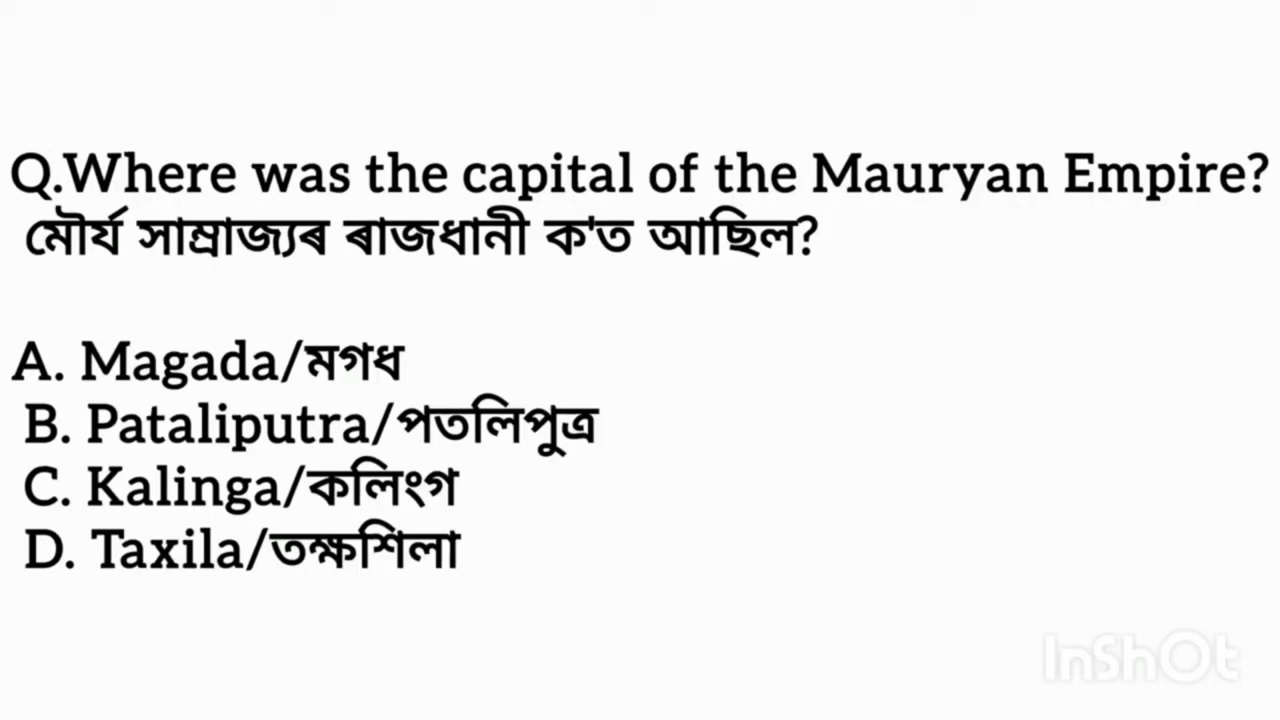 Q.Where was the capital of the Mauryan Empire?
মৌৰ্য সাম্ৰাজ্যৰ ৰাজধানী ক'ত আছিল?
A. Magada/মগধ
B. Pataliputra/পতলিপুত্ৰ
C. Kalinga/কলিংগ
D. Taxila/তক্ষশিলা
InShOt